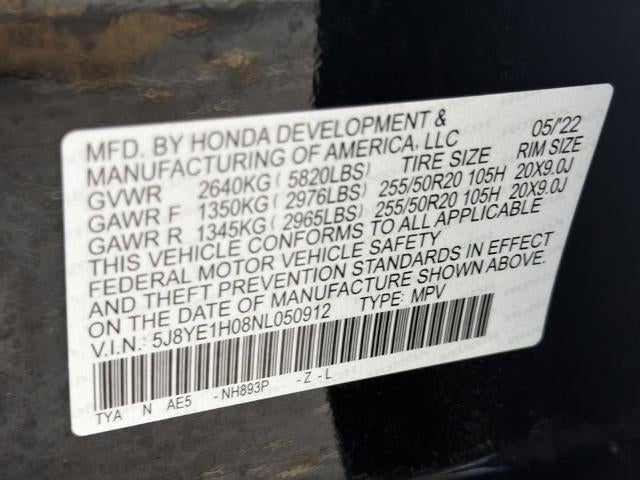 MFD. BY HONDA DEVELOPMENT & 05/'22
MANUFACTURING OF AMERICA, LLC
GVWR 2640KG (5820LBS) TIRE SIZE RIM SIZE
GAWR F 1350KG (2976LBS) 255/50R20 105H 20X9.0J
GAWR R 1345KG (2965LBS) 255/50R20 105H 20X9.0J
THIS VEHICLE CONFORMS TO ALL APPLICABLE
FEDERAL MOTOR VEHICLE SAFETY
AND THEFT PREVENTION STANDARDS IN EFFECT
ON THE DATE OF MANUFACTURE SHOWN ABOVE.
V.I.N.: 5J8YE1H08NL050912 TYPE: MPV
TYA N AE5 -NH893P -Z-L